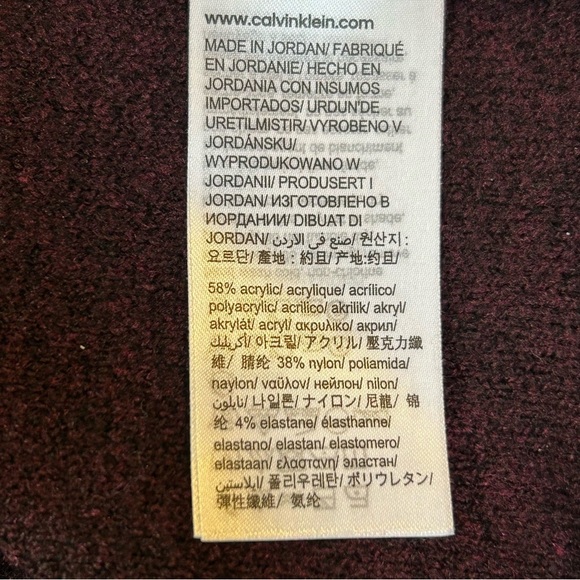 www.calvinklein.com
MADE IN JORDAN/ FABRIQUÉ
EN JORDANIE/ HECHO EN
JORDANIA CON INSUMOS
IMPORTADOS/ URDUN'DE
URETILMISTIR/ VYROBENO V
JORDÁNSKU/
WYPRODUKOWANO W
JORDANII/ PRODUSERT I
JORDAN/ ИЗГОТОВЛЕНО В
ИОРДАНИИ/ DIBUAT DI
JORDAN/ صنع في الاردن/ 원산지 :
요르단/ 產地 : 約旦/ 产地:约旦/
58% acrylic/ acrylique/ acrílico/
polyacrylic/ acrilico/ akrilik/ akryl/
akrylát/ acryl/ ακρυλικο/ акрил/
أكريليك/ 아크릴/ アクリル/ 壓克力纖
維/ 腈纶 38% nylon/ poliamida/
naylon/ ναϋλον/ нейлон/ nilon/
نايلون/ 나일론/ ナイロン/ 尼龍/ 锦
纶 4% elastane/ élasthanne/
elastano/ elastan/ elastomero/
elastaan/ ελαστανη/ эластан/
ايلاستين/ 폴리우레탄/ ポリウレタン/
彈性纖維/ 氨纶